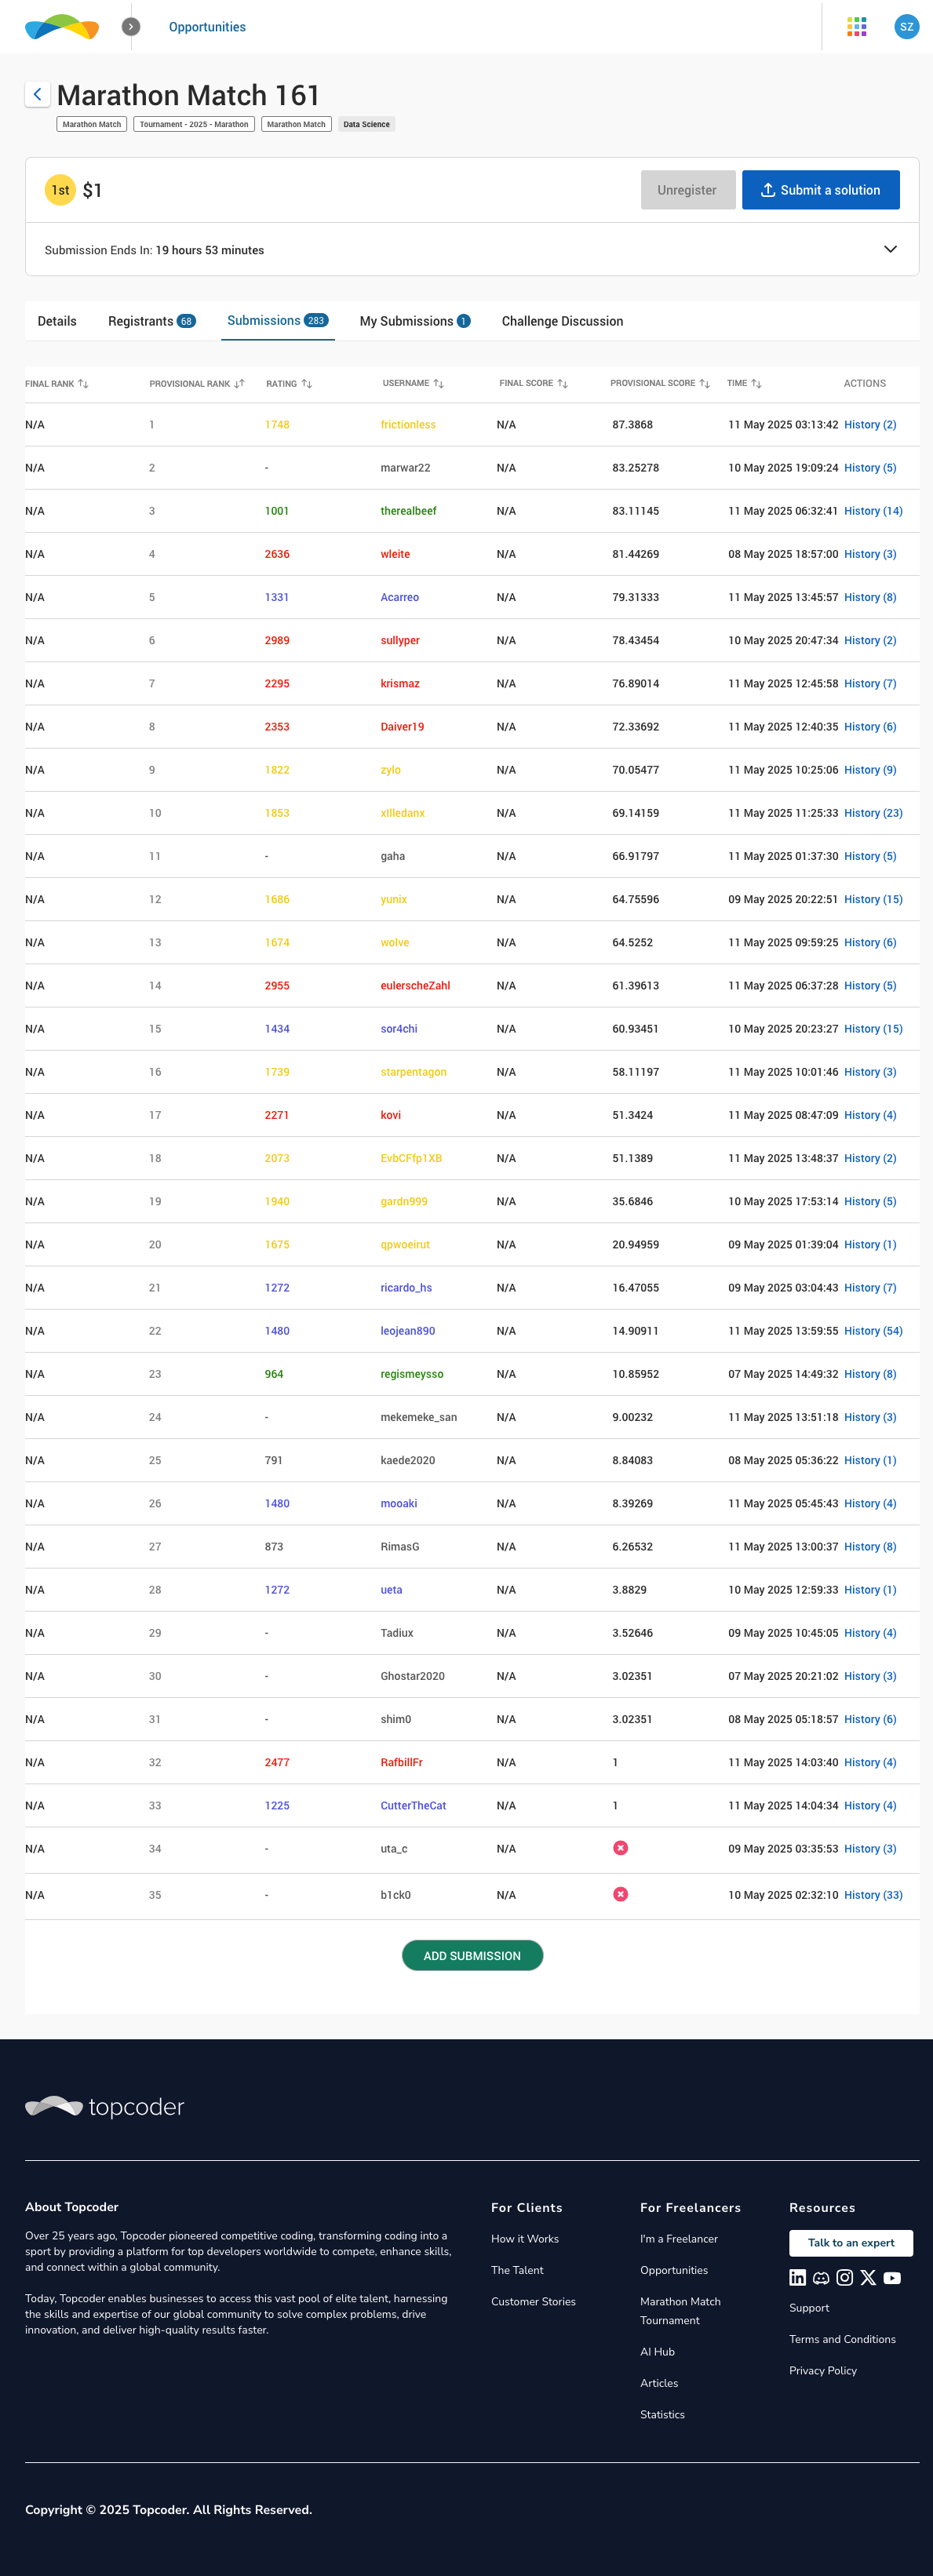 Opportunities
SZ
Marathon Match 161
Marathon Match
Tournament - 2025 - Marathon
Marathon Match
Data Science
1st $1
Unregister
Submit a solution
Submission Ends In: 19 hours 53 minutes
Details Registrants 68 Submissions 283 My Submissions 1 Challenge Discussion
FINAL RANK PROVISIONAL RANK RATING USERNAME FINAL SCORE PROVISIONAL SCORE TIME ACTIONS
N/A 1 1748 frictionless N/A 87.3868 11 May 2025 03:13:42 History (2)
N/A 2 - marwar22 N/A 83.25278 10 May 2025 19:09:24 History (5)
N/A 3 1001 therealbeef N/A 83.11145 11 May 2025 06:32:41 History (14)
N/A 4 2636 wleite N/A 81.44269 08 May 2025 18:57:00 History (3)
N/A 5 1331 Acarreo N/A 79.31333 11 May 2025 13:45:57 History (8)
N/A 6 2989 sullyper N/A 78.43454 10 May 2025 20:47:34 History (2)
N/A 7 2295 krismaz N/A 76.89014 11 May 2025 12:45:58 History (7)
N/A 8 2353 Daiver19 N/A 72.33692 11 May 2025 12:40:35 History (6)
N/A 9 1822 zylo N/A 70.05477 11 May 2025 10:25:06 History (9)
N/A 10 1853 xIlledanx N/A 69.14159 11 May 2025 11:25:33 History (23)
N/A 11 - gaha N/A 66.91797 11 May 2025 01:37:30 History (5)
N/A 12 1686 yunix N/A 64.75596 09 May 2025 20:22:51 History (15)
N/A 13 1674 wolve N/A 64.5252 11 May 2025 09:59:25 History (6)
N/A 14 2955 eulerscheZahl N/A 61.39613 11 May 2025 06:37:28 History (5)
N/A 15 1434 sor4chi N/A 60.93451 10 May 2025 20:23:27 History (15)
N/A 16 1739 starpentagon N/A 58.11197 11 May 2025 10:01:46 History (3)
N/A 17 2271 kovi N/A 51.3424 11 May 2025 08:47:09 History (4)
N/A 18 2073 EvbCFfp1XB N/A 51.1389 11 May 2025 13:48:37 History (2)
N/A 19 1940 gardn999 N/A 35.6846 10 May 2025 17:53:14 History (5)
N/A 20 1675 qpwoeirut N/A 20.94959 09 May 2025 01:39:04 History (1)
N/A 21 1272 ricardo_hs N/A 16.47055 09 May 2025 03:04:43 History (7)
N/A 22 1480 leojean890 N/A 14.90911 11 May 2025 13:59:55 History (54)
N/A 23 964 regismeysso N/A 10.85952 07 May 2025 14:49:32 History (8)
N/A 24 - mekemeke_san N/A 9.00232 11 May 2025 13:51:18 History (3)
N/A 25 791 kaede2020 N/A 8.84083 08 May 2025 05:36:22 History (1)
N/A 26 1480 mooaki N/A 8.39269 11 May 2025 05:45:43 History (4)
N/A 27 873 RimasG N/A 6.26532 11 May 2025 13:00:37 History (8)
N/A 28 1272 ueta N/A 3.8829 10 May 2025 12:59:33 History (1)
N/A 29 - Tadiux N/A 3.52646 09 May 2025 10:45:05 History (4)
N/A 30 - Ghostar2020 N/A 3.02351 07 May 2025 20:21:02 History (3)
N/A 31 - shim0 N/A 3.02351 08 May 2025 05:18:57 History (6)
N/A 32 2477 RafbillFr N/A 1 11 May 2025 14:03:40 History (4)
N/A 33 1225 CutterTheCat N/A 1 11 May 2025 14:04:34 History (4)
N/A 34 - uta_c N/A 09 May 2025 03:35:53 History (3)
N/A 35 - b1ck0 N/A 10 May 2025 02:32:10 History (33)
ADD SUBMISSION
topcoder
About Topcoder
Over 25 years ago, Topcoder pioneered competitive coding, transforming coding into a
sport by providing a platform for top developers worldwide to compete, enhance skills,
and connect within a global community.
Today, Topcoder enables businesses to access this vast pool of elite talent, harnessing
the skills and expertise of our global community to solve complex problems, drive
innovation, and deliver high-quality results faster.
For Clients
How it Works
The Talent
Customer Stories
For Freelancers
I'm a Freelancer
Opportunities
Marathon Match
Tournament
AI Hub
Articles
Statistics
Resources
Talk to an expert
Support
Terms and Conditions
Privacy Policy
Copyright © 2025 Topcoder. All Rights Reserved.